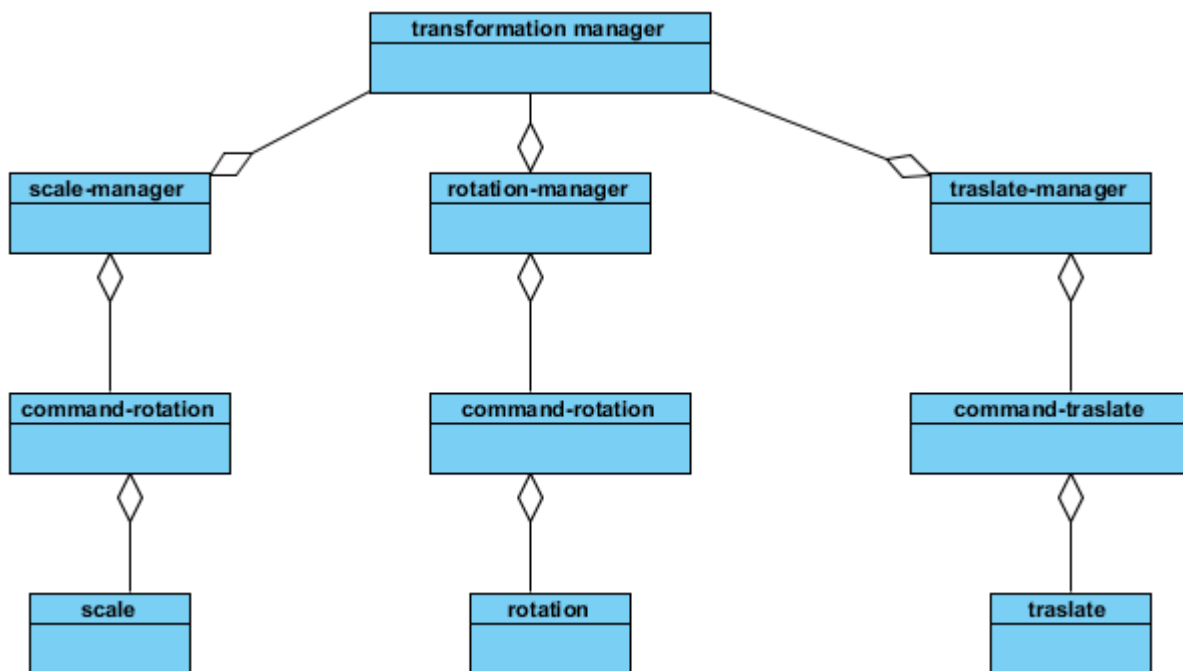 transformation manager
scale-manager
rotation-manager
traslate-manager
command-rotation
command-rotation
command-traslate
scale
rotation
traslate